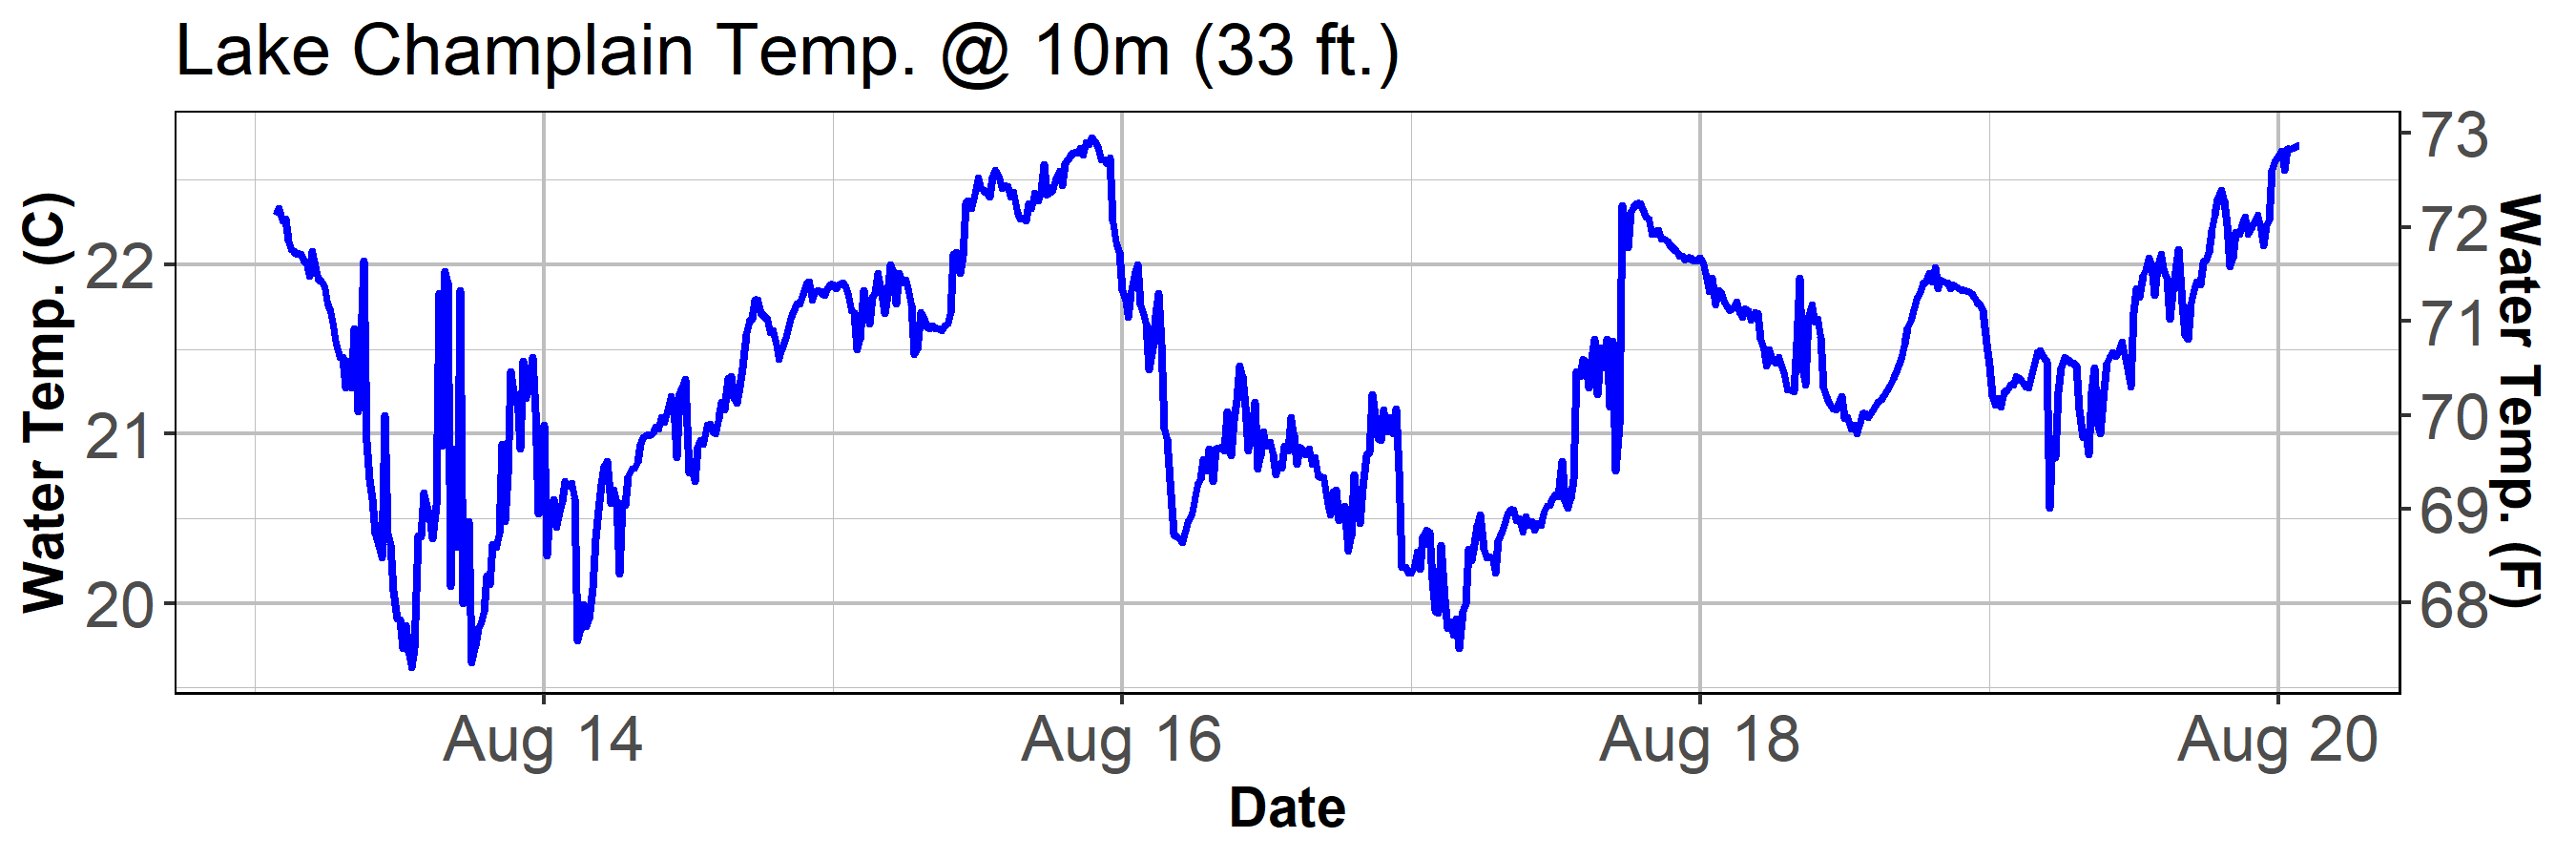 Lake Champlain Temp. @ 10m (33 ft.)
Water Temp. (C)
22
21
20
73
72
71
70
69
68
Water Temp. (F)
Aug 14
Aug 16
Aug 18
Aug 20
Date